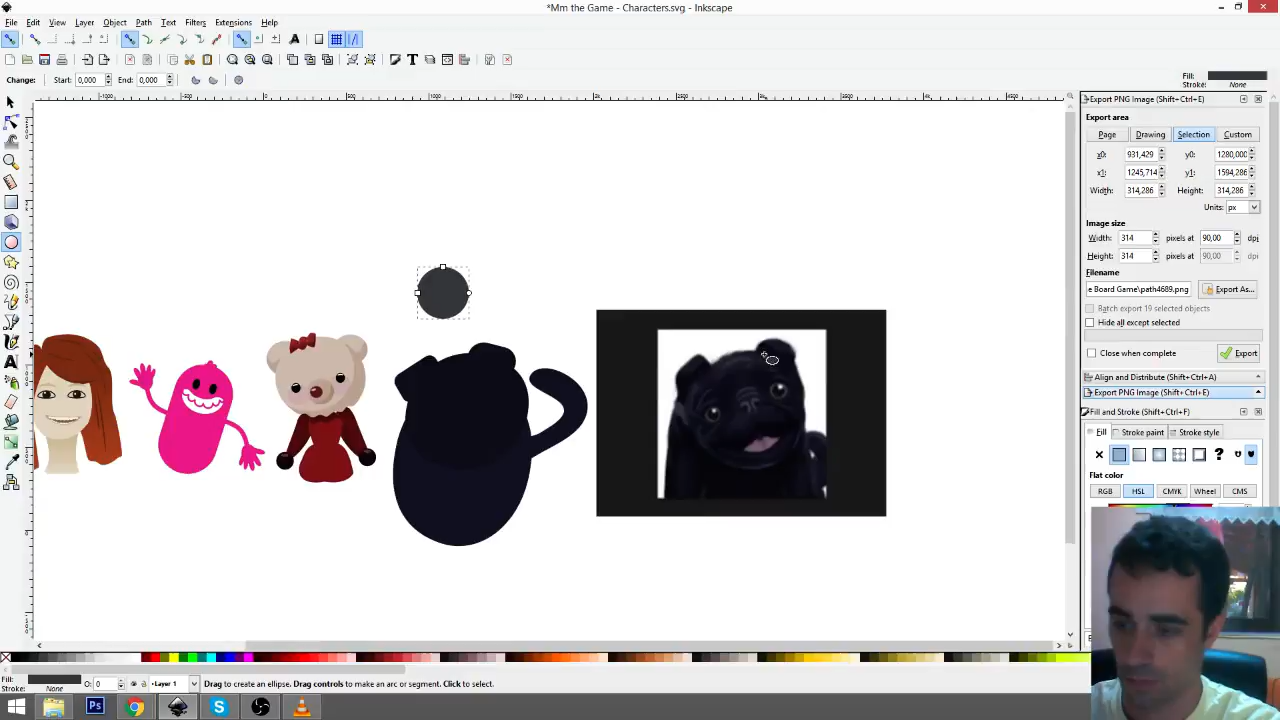 *Mm the Game - Characters.svg - Inkscape
File Edit View Layer Object Path Text Filters Extensions Help
Change: Start: 0,000 End: 0,000
Fill:
Stroke: None
Export PNG Image (Shift+Ctrl+E)
Export area
Page Drawing Selection Custom
x0: 931,429 y0: 1280,000
x1: 1245,714 y1: 1594,286
Width: 314,286 Height: 314,286
Units: px
Image size
Width: 314 pixels at 90,00 dpi
Height: 314 pixels at 90,00 dpi
Filename
e Board Game\path4689.png Export As...
Batch export 19 selected objects
Hide all except selected
Close when complete Export
Align and Distribute (Shift+Ctrl+A)
Export PNG Image (Shift+Ctrl+E)
Fill and Stroke (Shift+Ctrl+F)
Fill Stroke paint Stroke style
Flat color
RGB HSL CMYK Wheel CMS
Fill:
Stroke: None
O: 0
Layer 1
Drag to create an ellipse. Drag controls to make an arc or segment. Click to select.